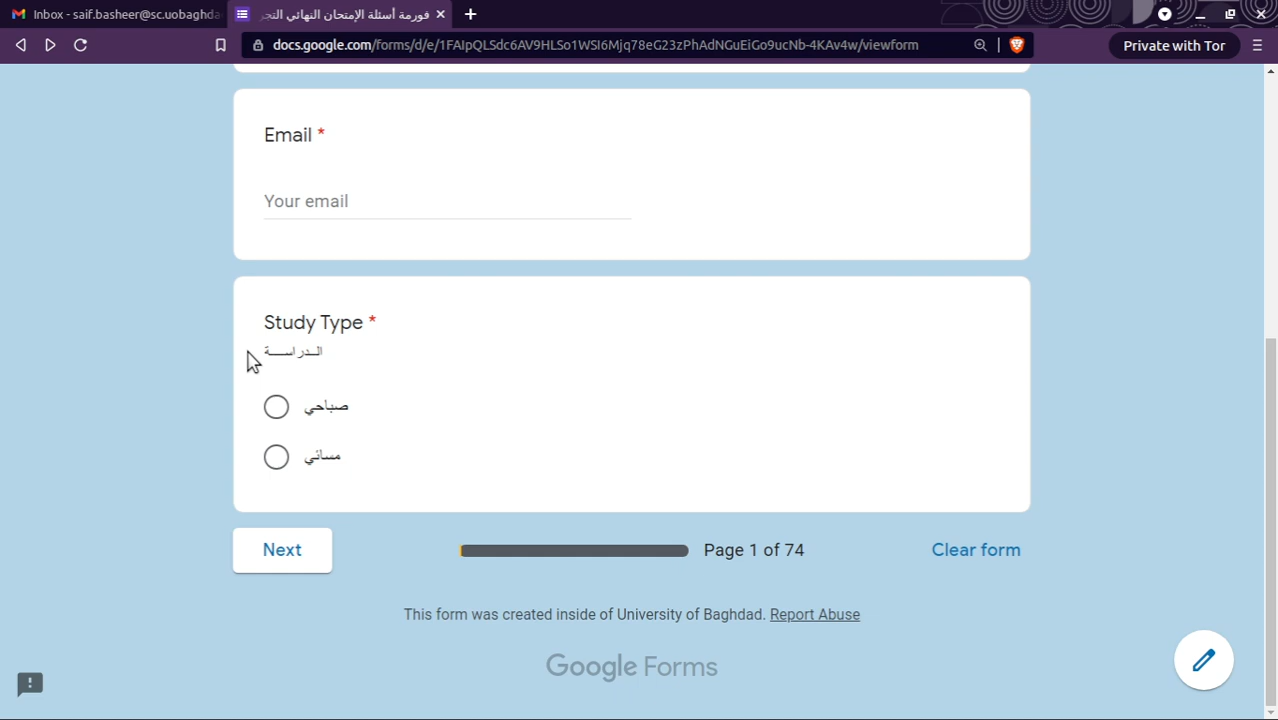 Inbox - saif.basheer@sc.uobaghda
فورمة أسئلة الإمتحان النهائي التجر
docs.google.com/forms/d/e/1FAIpQLSdc6AV9HLSo1WSI6Mjq78eG23zPhAdNGuEiGo9ucNb-4KAv4w/viewform
Private with Tor
Email *
Your email
Study Type *
الـدراســـة
صباحي
مسائي
Next
Page 1 of 74
Clear form
This form was created inside of University of Baghdad. Report Abuse
Google Forms